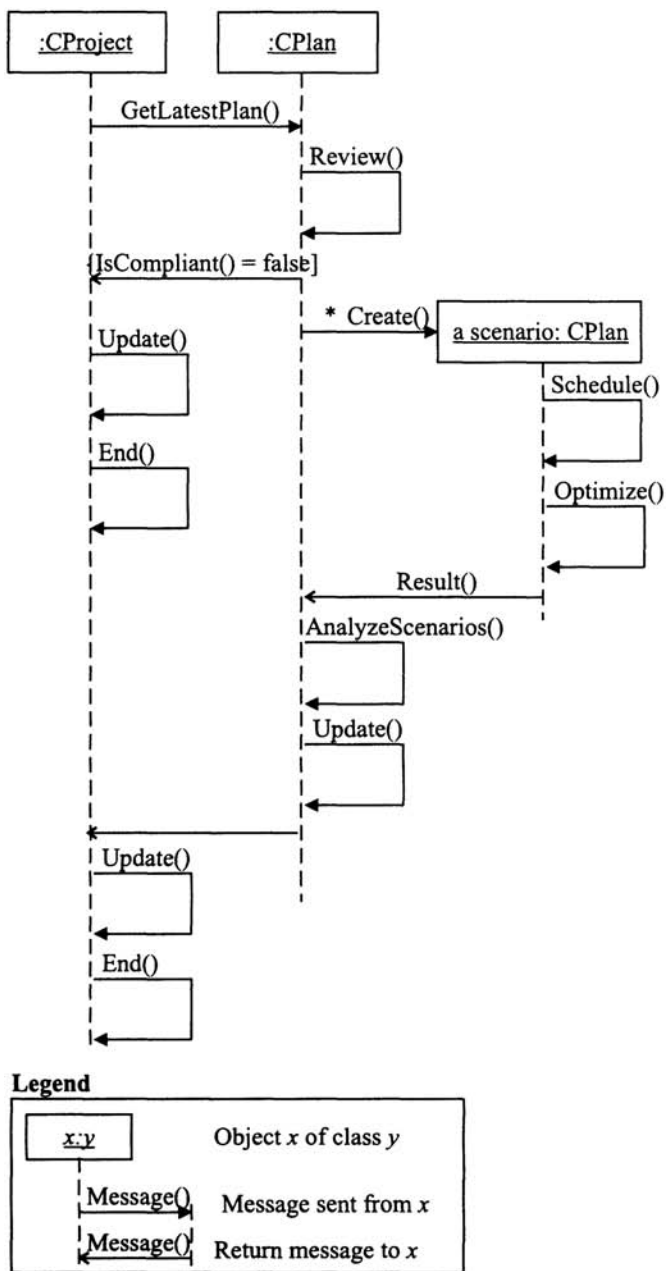 :CProject
:CPlan
GetLatestPlan()
Review()
[IsCompliant() = false]
* Create()
a scenario: CPlan
Update()
Schedule()
End()
Optimize()
Result()
AnalyzeScenarios()
Update()
Update()
End()
Legend
x:y
Object x of class y
Message()
Message sent from x
Message()
Return message to x